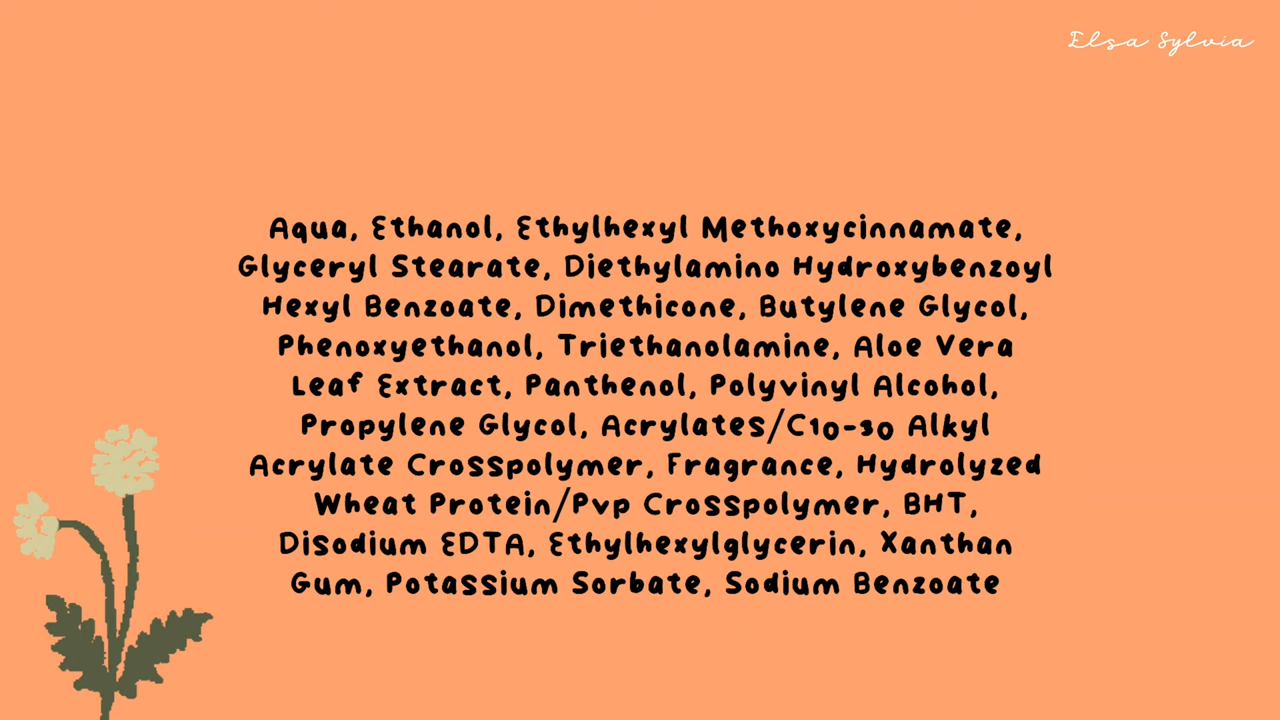 Elsa Sylvia
Aqua, Ethanol, Ethylhexyl Methoxycinnamate,
Glyceryl Stearate, Diethylamino Hydroxybenzoyl
Hexyl Benzoate, Dimethicone, Butylene Glycol,
Phenoxyethanol, Triethanolamine, Aloe Vera
Leaf Extract, Panthenol, Polyvinyl Alcohol,
Propylene Glycol, Acrylates/C10-30 Alkyl
Acrylate Crosspolymer, Fragrance, Hydrolyzed
Wheat Protein/Pvp Crosspolymer, BHT,
Disodium EDTA, Ethylhexylglycerin, Xanthan
Gum, Potassium Sorbate, Sodium Benzoate